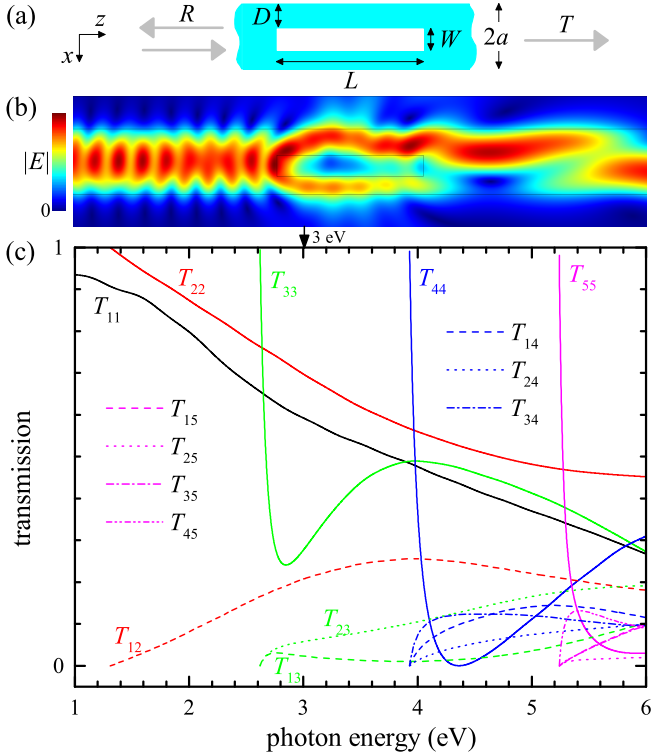 (a)
z
x
R
D
W
2a
T
L
(b)
|E|
0
3 eV
(c)
1
T22
T33
T44
T55
T11
T14
T24
T34
T15
T25
T35
T45
transmission
T12
T23
T13
0
1 2 3 4 5 6
photon energy (eV)